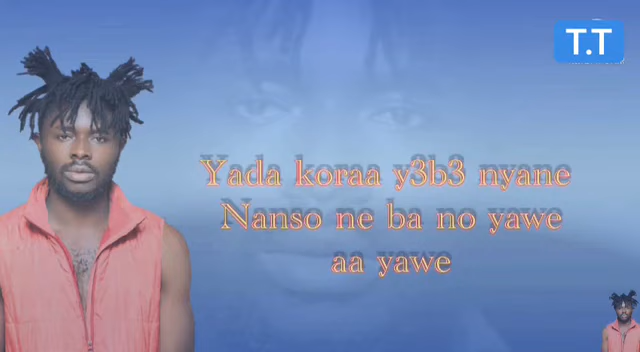 T.T
Yada koraa y3b3 nyane
Nanso ne ba no yawe
aa yawe